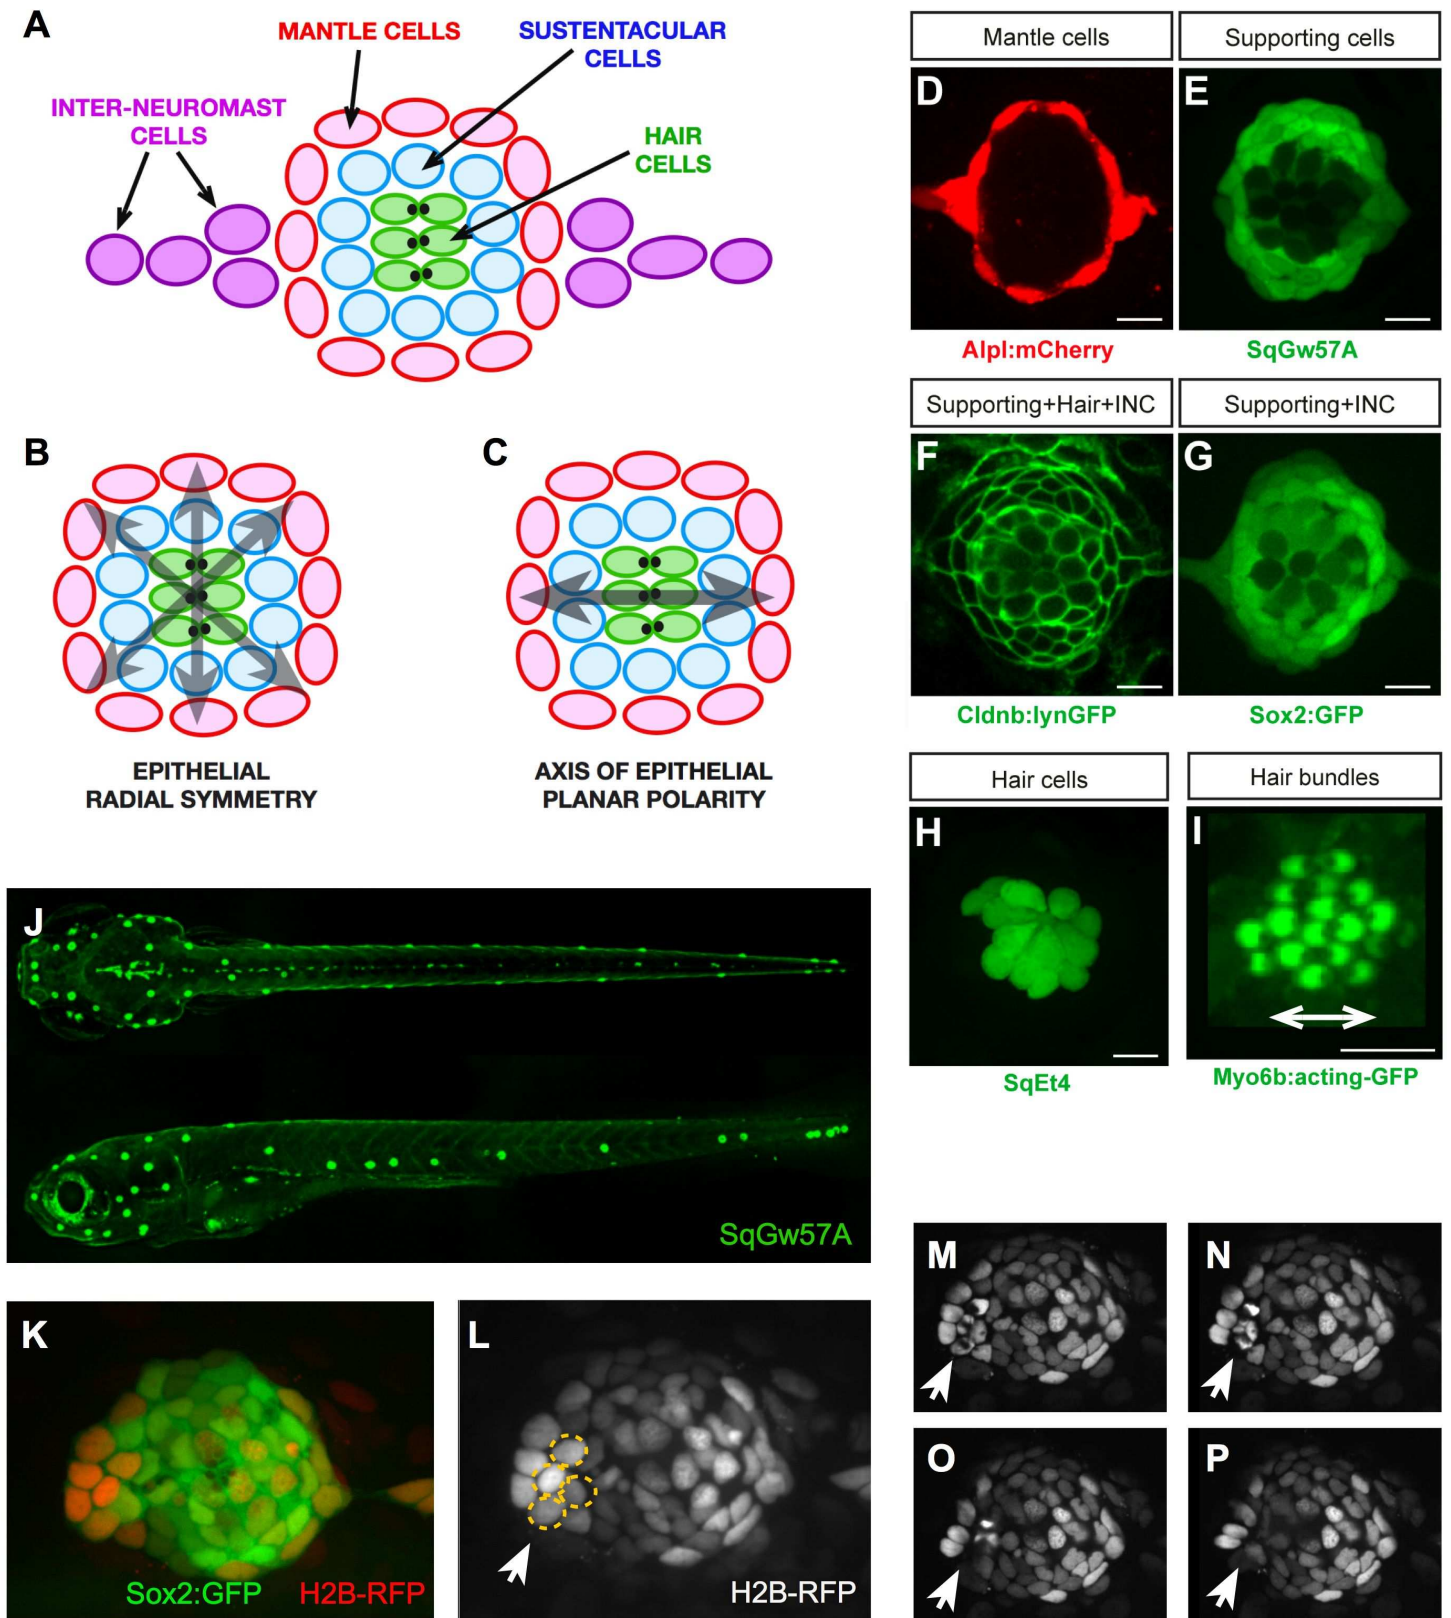 A
MANTLE CELLS
SUSTENTACULAR
CELLS
INTER-NEUROMAST
CELLS
HAIR
CELLS
B
EPITHELIAL
RADIAL SYMMETRY
C
AXIS OF EPITHELIAL
PLANAR POLARITY
Mantle cells
D
Alpl:mCherry
Supporting cells
E
SqGw57A
Supporting+Hair+INC
F
Cldnb:lynGFP
Supporting+INC
G
Sox2:GFP
Hair cells
H
SqEt4
Hair bundles
I
Myo6b:acting-GFP
J
SqGw57A
K
Sox2:GFP H2B-RFP
L
H2B-RFP
M
N
O
P